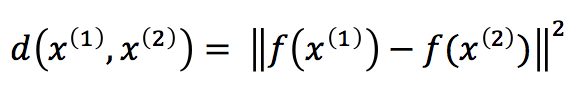 d(x⁽¹⁾, x⁽²⁾) = ‖f(x⁽¹⁾) − f(x⁽²⁾)‖²